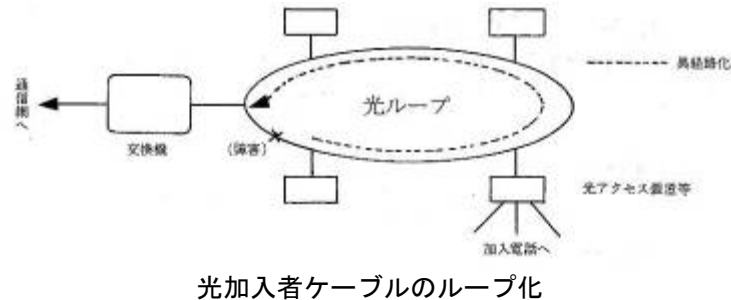 通信網へ
交換機
(障害)
光ループ
異経路化
光アクセス装置等
加入電話へ
光加入者ケーブルのループ化